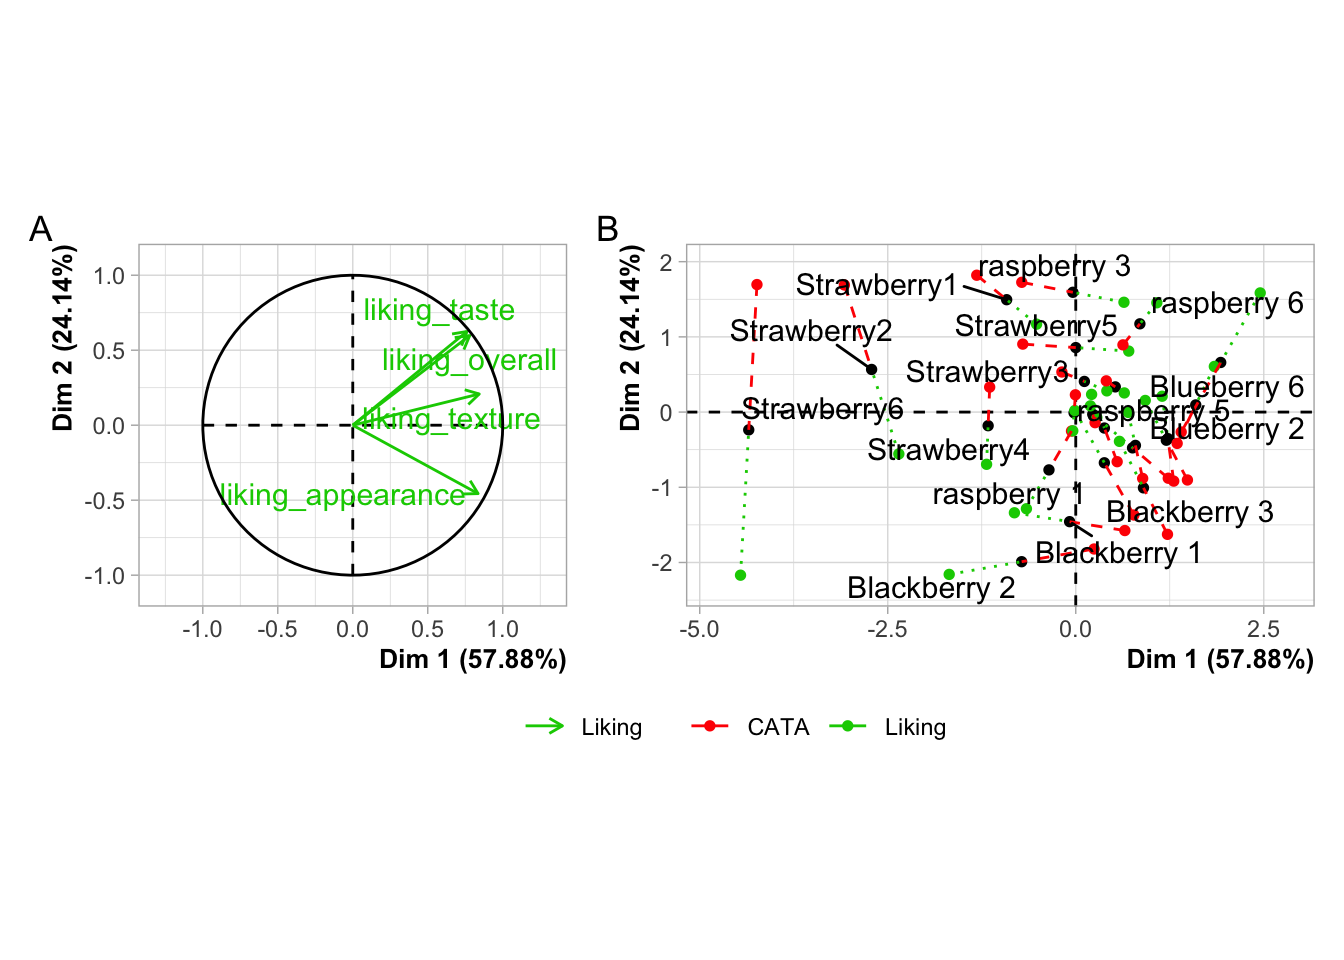 A
Dim 2 (24.14%)
1.0
0.5
0.0
-0.5
-1.0
liking_taste
liking_overall
liking_texture
liking_appearance
-1.0 -0.5 0.0 0.5 1.0
Dim 1 (57.88%)
B
Dim 2 (24.14%)
2
1
0
-1
-2
raspberry 3
Strawberry1
raspberry 6
Strawberry5
Strawberry2
Strawberry3
Blueberry 6
Strawberry6
raspberry 5
Blueberry 2
Strawberry4
raspberry 1
Blackberry 3
Blackberry 1
Blackberry 2
-5.0 -2.5 0.0 2.5
Dim 1 (57.88%)
Liking CATA Liking